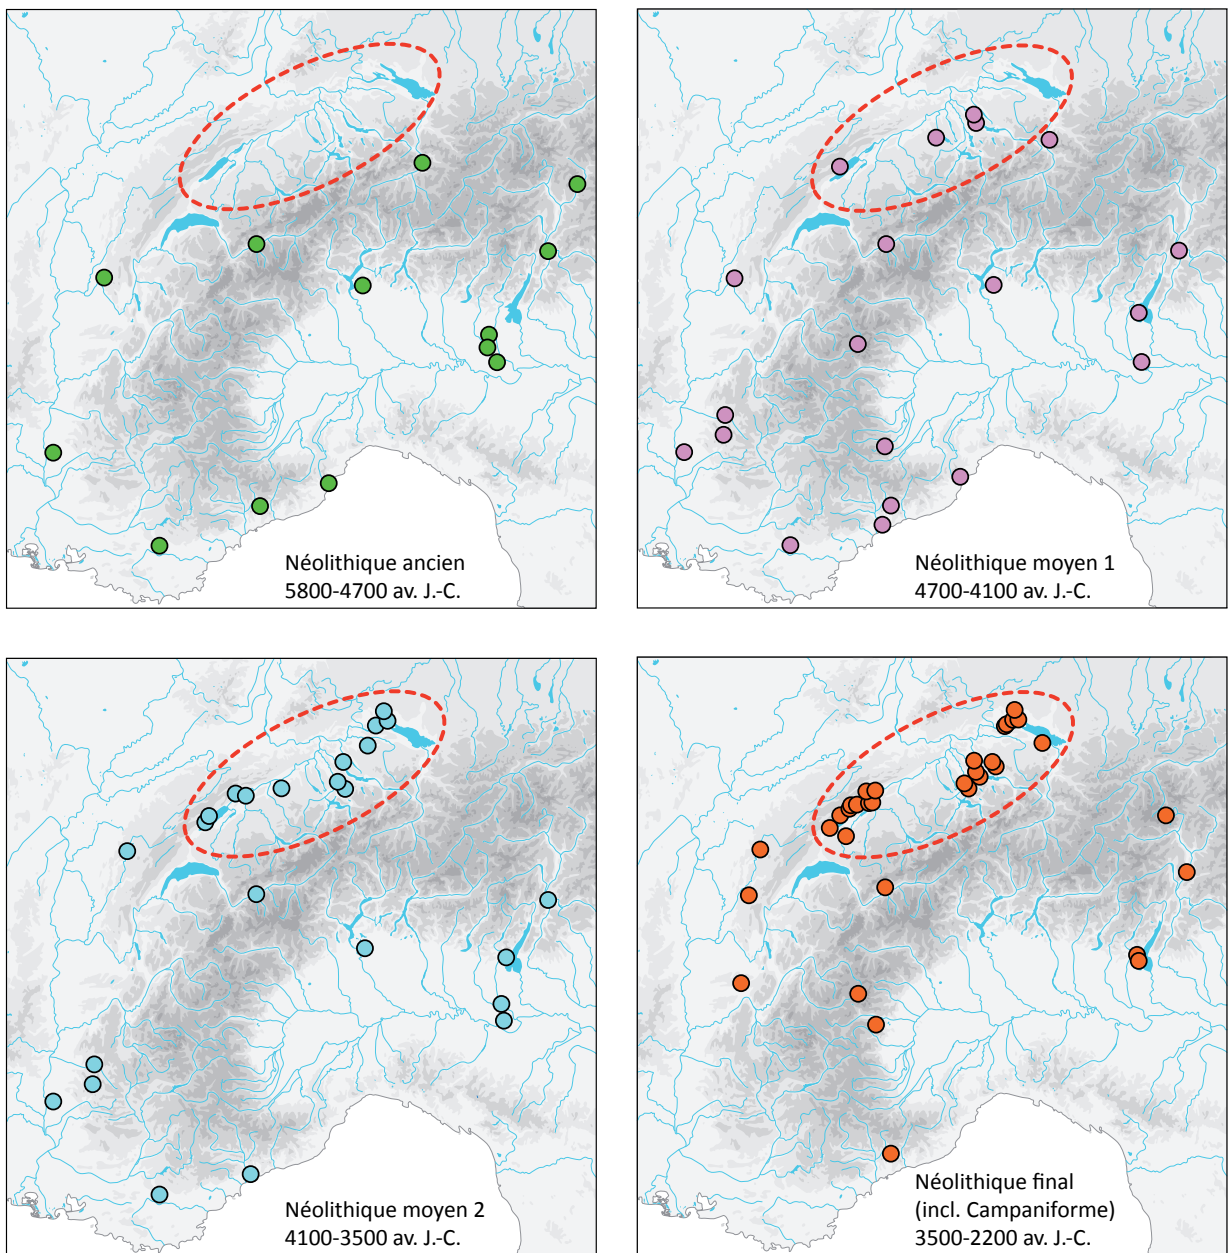 Néolithique ancien
5800-4700 av. J.-C.
Néolithique moyen 1
4700-4100 av. J.-C.
Néolithique moyen 2
4100-3500 av. J.-C.
Néolithique final
(incl. Campaniforme)
3500-2200 av. J.-C.